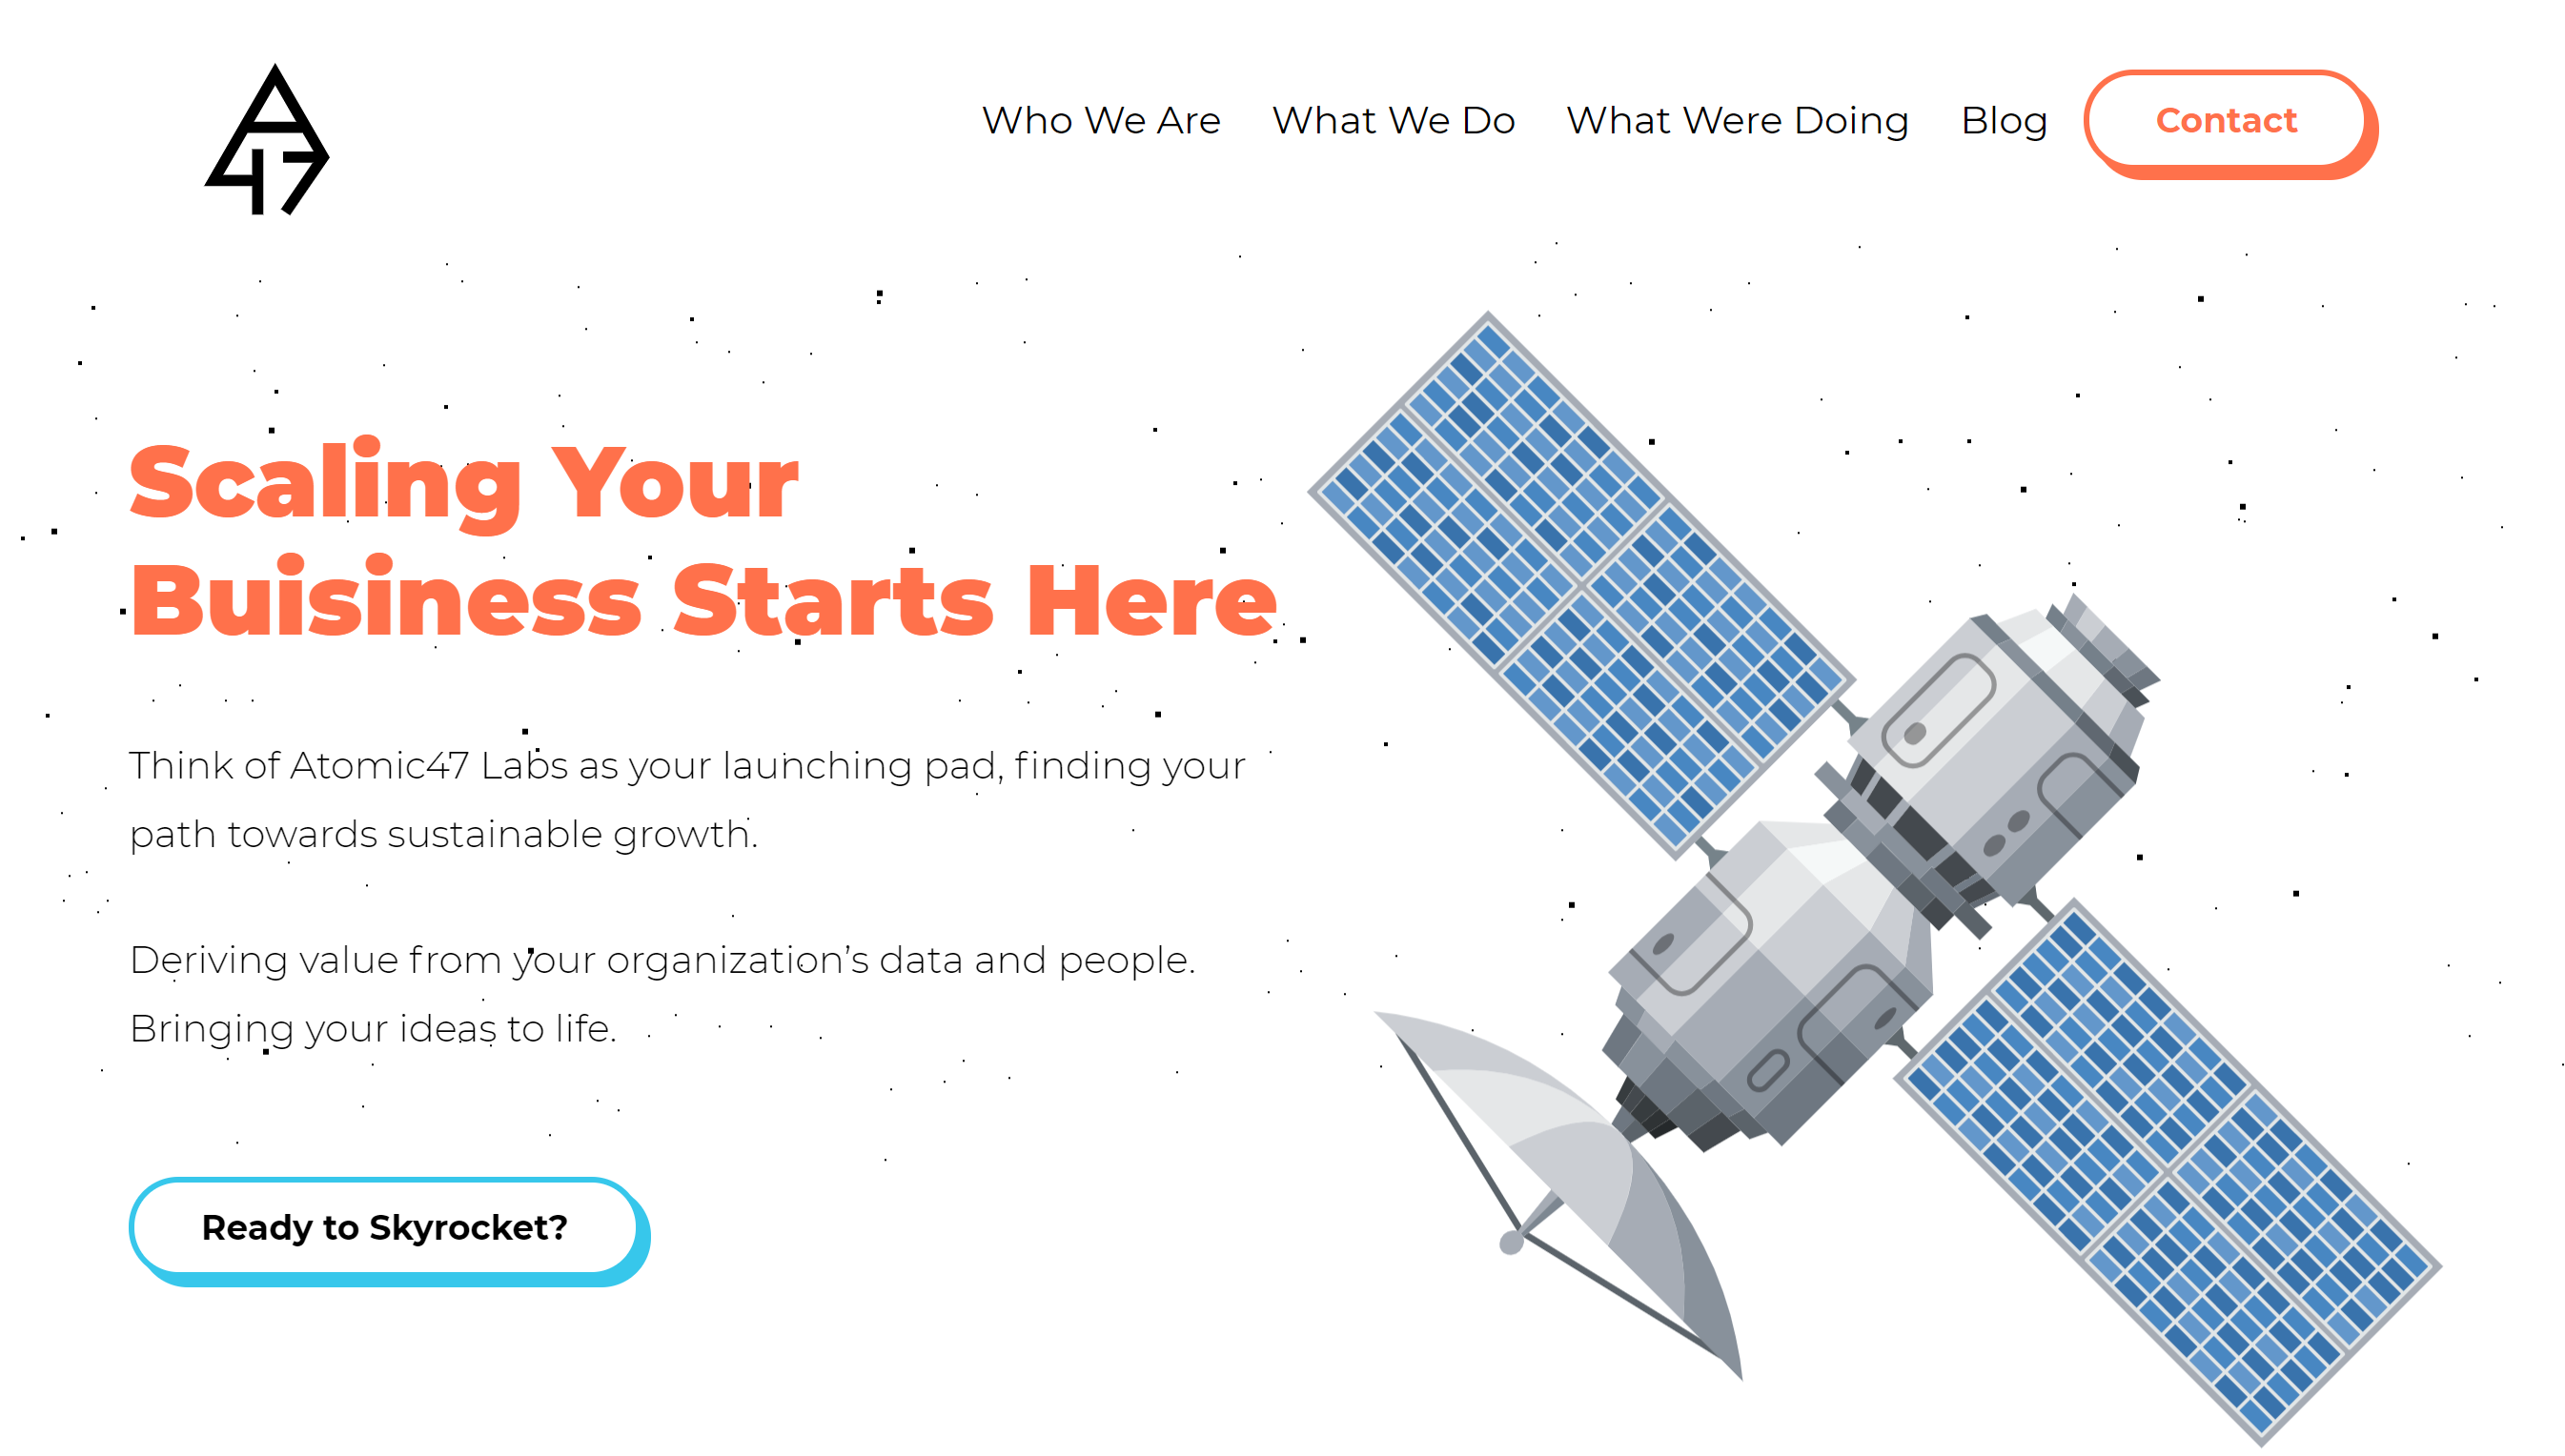 A
47
Who We Are What We Do What Were Doing Blog Contact
Scaling Your
Buisiness Starts Here
Think of Atomic47 Labs as your launching pad, finding your
path towards sustainable growth.
Deriving value from your organization’s data and people.
Bringing your ideas to life.
Ready to Skyrocket?